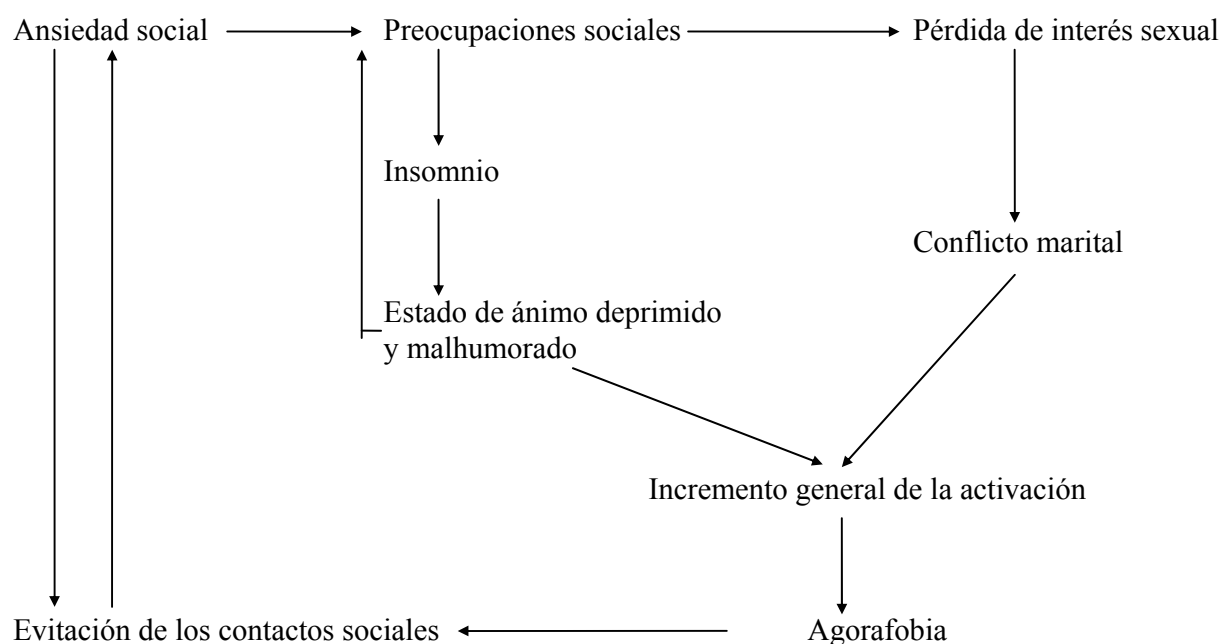 Ansiedad social
Preocupaciones sociales
Pérdida de interés sexual
Insomnio
Conflicto marital
Estado de ánimo deprimido
y malhumorado
Incremento general de la activación
Evitación de los contactos sociales
Agorafobia